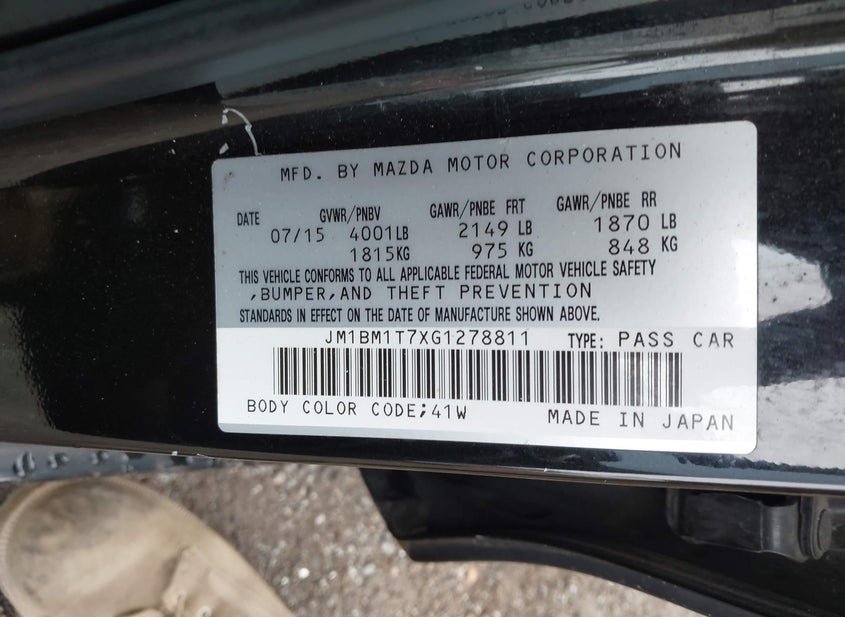 MFD. BY MAZDA MOTOR CORPORATION
DATE GVWR/PNBV GAWR/PNBE FRT GAWR/PNBE RR
07/15 4001LB 2149 LB 1870 LB
1815KG 975 KG 848 KG
THIS VEHICLE CONFORMS TO ALL APPLICABLE FEDERAL MOTOR VEHICLE SAFETY
,BUMPER,AND THEFT PREVENTION
STANDARDS IN EFFECT ON THE DATE OF MANUFACTURE SHOWN ABOVE.
JM1BM1T7XG1278811 TYPE: PASS CAR
BODY COLOR CODE;41W MADE IN JAPAN